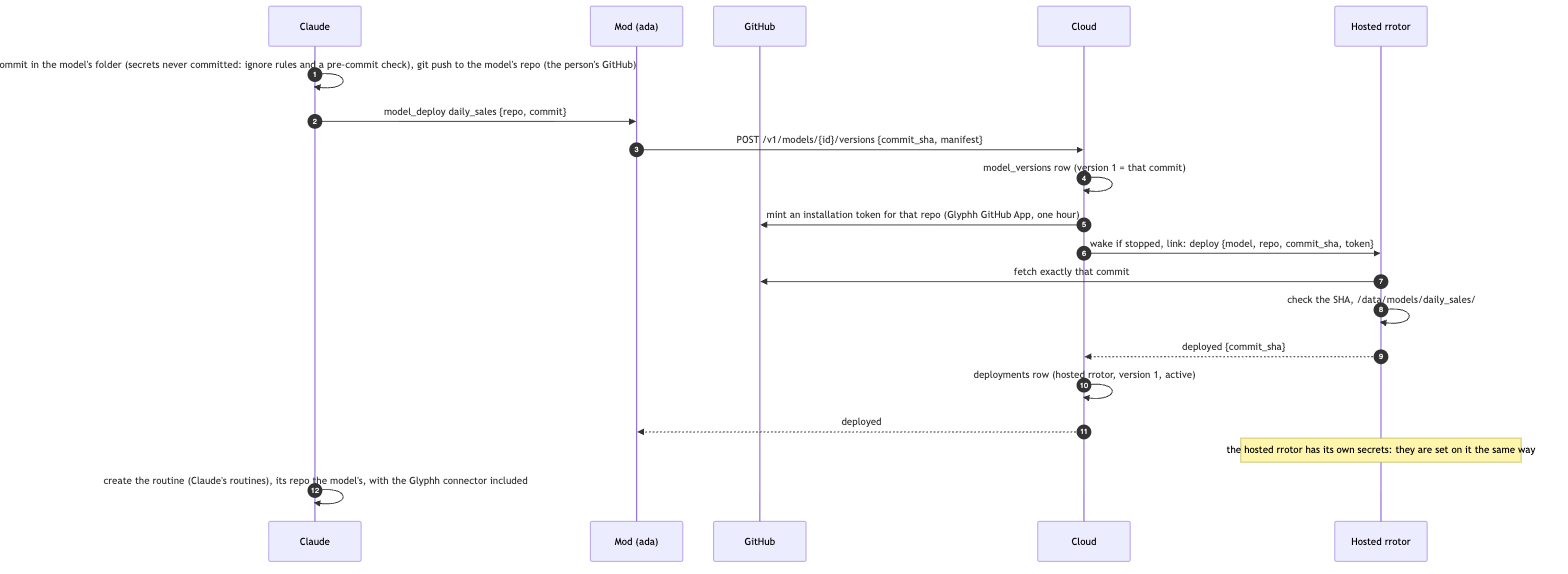 Claude
Mod (ada)
GitHub
Cloud
Hosted rrotor
commit in the model's folder (secrets never committed: ignore rules and a pre-commit check), git push to the model's repo (the person's GitHub)
1
model_deploy daily_sales {repo, commit}
2
POST /v1/models/{id}/versions {commit_sha, manifest}
3
model_versions row (version 1 = that commit)
4
mint an installation token for that repo (Glyphh GitHub App, one hour)
5
wake if stopped, link: deploy {model, repo, commit_sha, token}
6
fetch exactly that commit
7
check the SHA, /data/models/daily_sales/
8
deployed {commit_sha}
9
deployments row (hosted rrotor, version 1, active)
10
deployed
11
the hosted rrotor has its own secrets: they are set on it the same way
create the routine (Claude's routines), its repo the model's, with the Glyphh connector included
12
Claude
Mod (ada)
GitHub
Cloud
Hosted rrotor